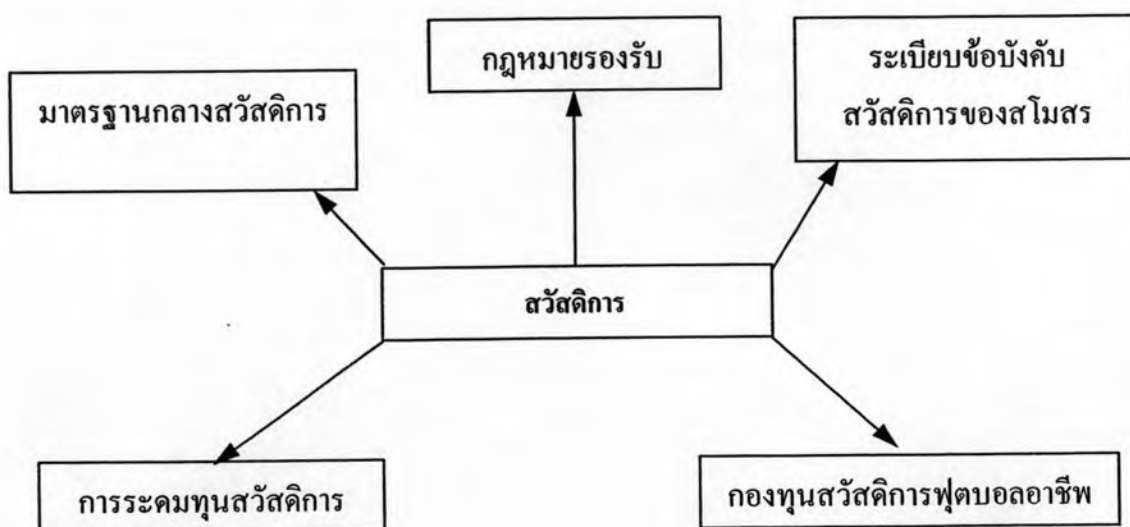 กฎหมายรองรับ
ระเบียบข้อบังคับ
สวัสดิการของสโมสร
มาตรฐานกลางสวัสดิการ
สวัสดิการ
การระดมทุนสวัสดิการ
กองทุนสวัสดิการฟุตบอลอาชีพ